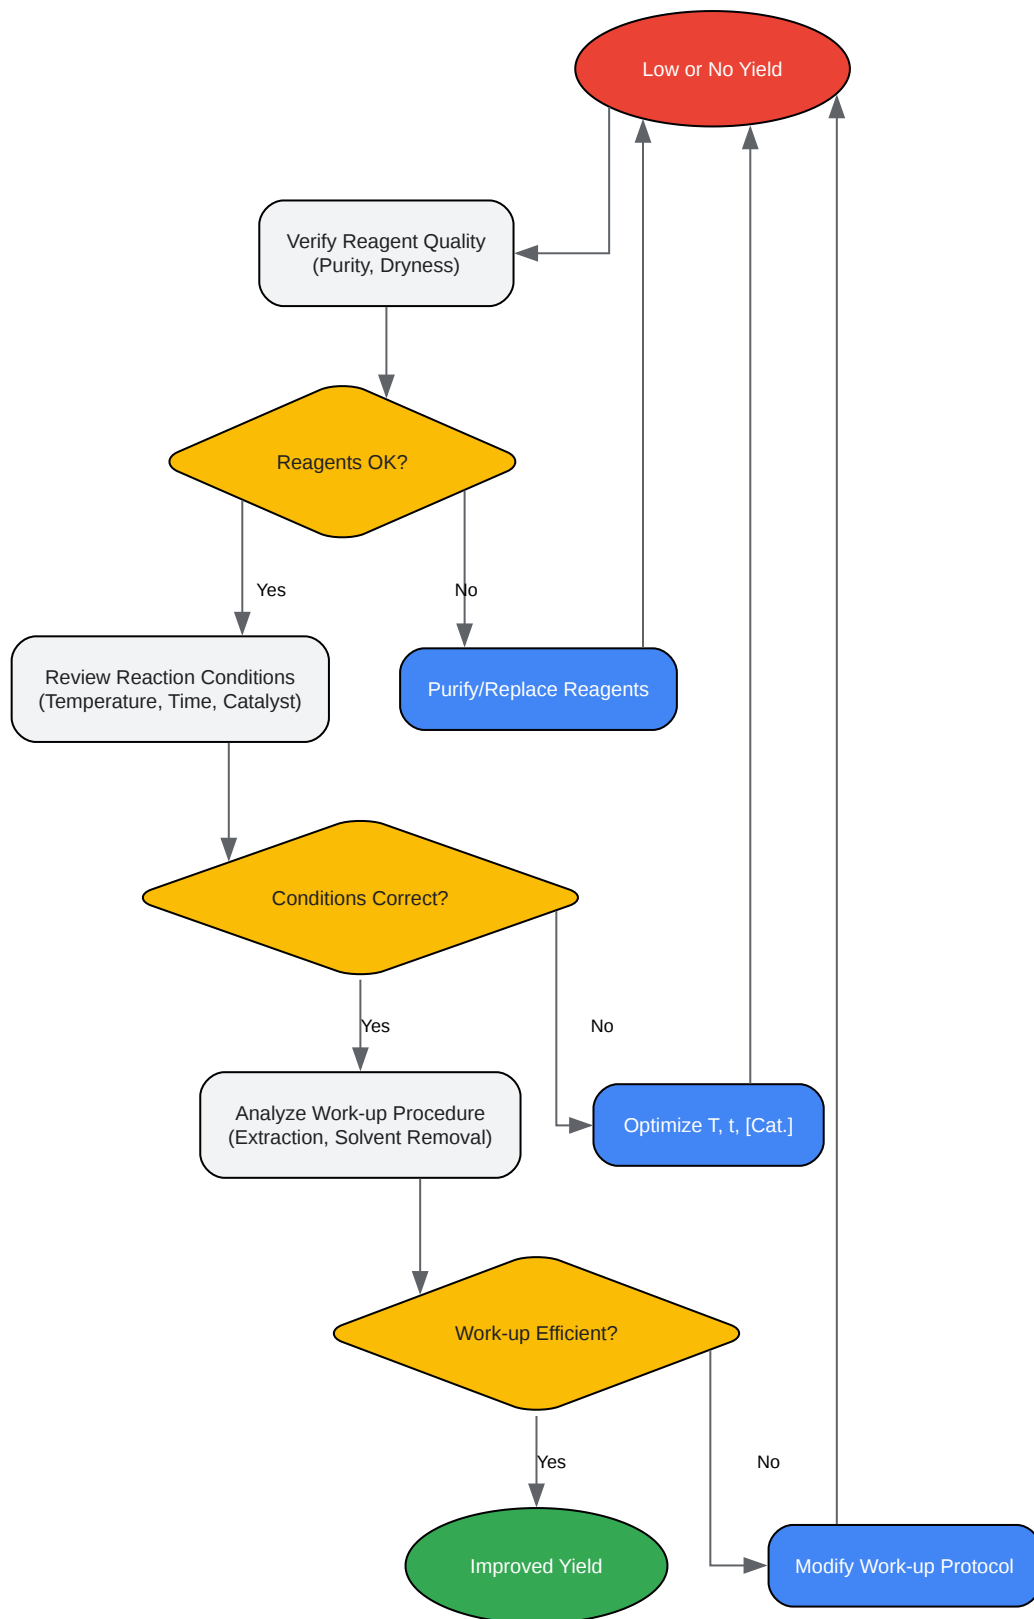 Low or No Yield
Verify Reagent Quality
(Purity, Dryness)
Reagents OK?
Yes
No
Review Reaction Conditions
(Temperature, Time, Catalyst)
Purify/Replace Reagents
Conditions Correct?
Yes
No
Analyze Work-up Procedure
(Extraction, Solvent Removal)
Optimize T, t, [Cat.]
Work-up Efficient?
Yes
No
Improved Yield
Modify Work-up Protocol